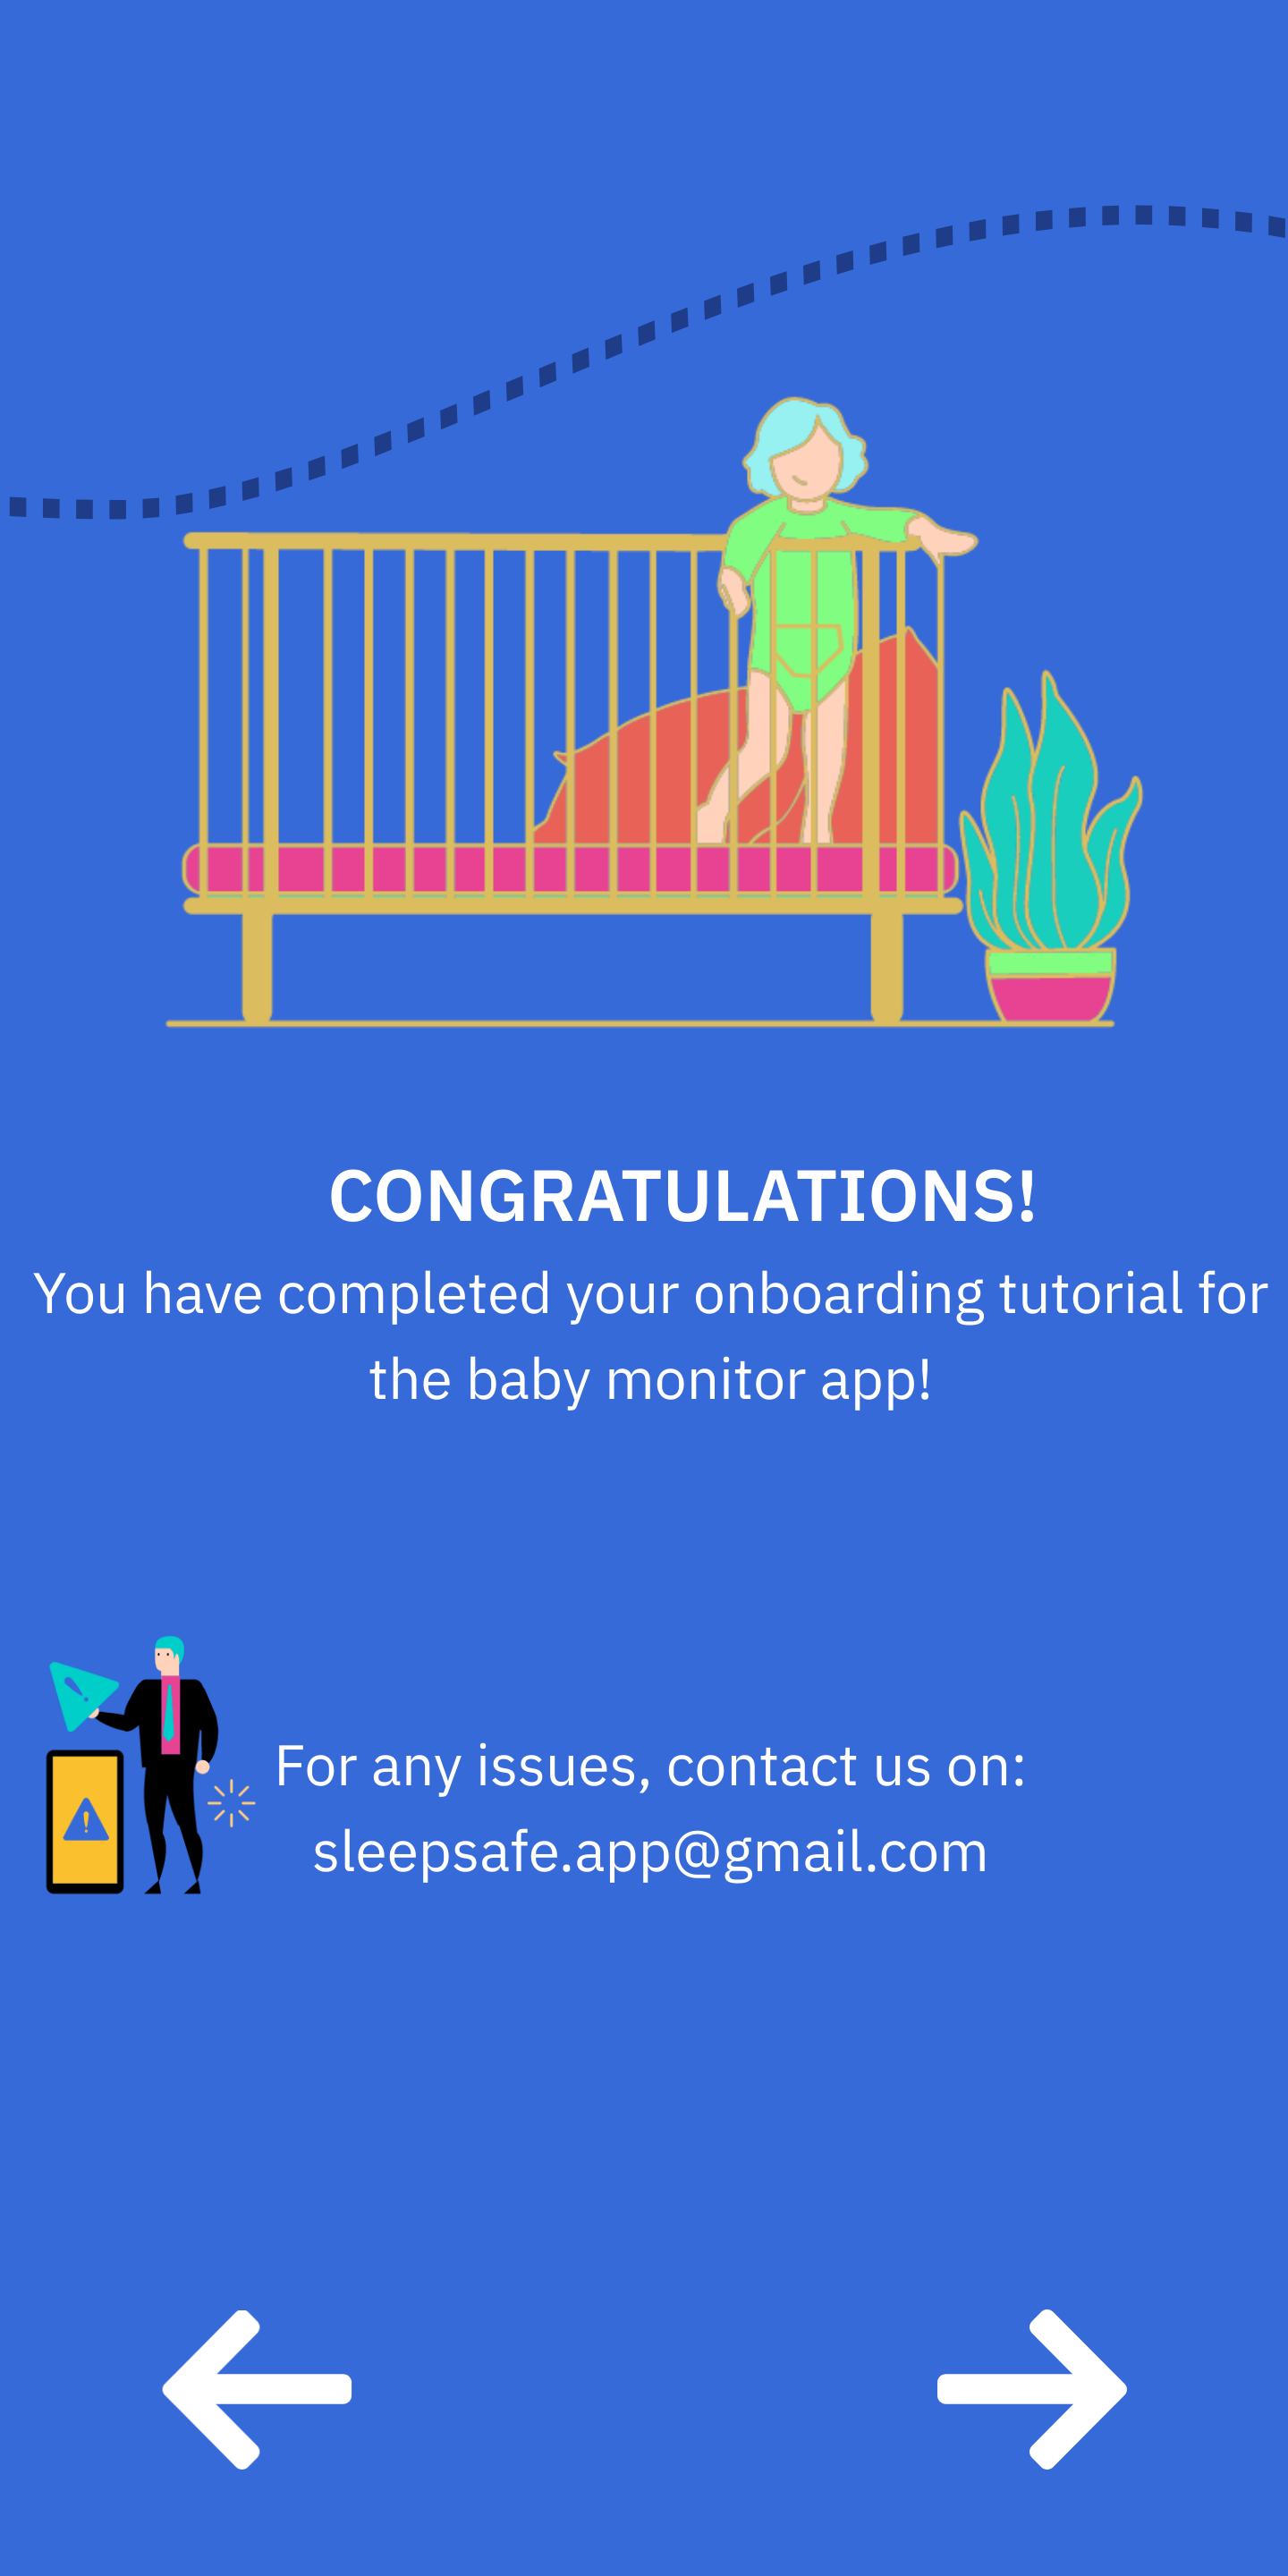 CONGRATULATIONS!
You have completed your onboarding tutorial for
the baby monitor app!
For any issues, contact us on:
sleepsafe.app@gmail.com